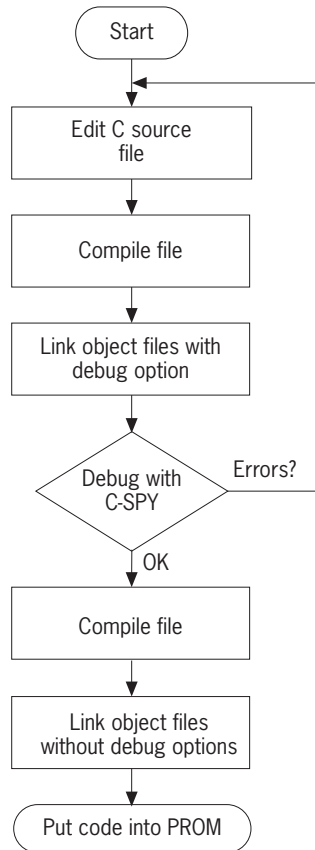 Start
Edit C source
file
Compile file
Link object files with
debug option
Debug with
C-SPY
Errors?
OK
Compile file
Link object files
without debug options
Put code into PROM